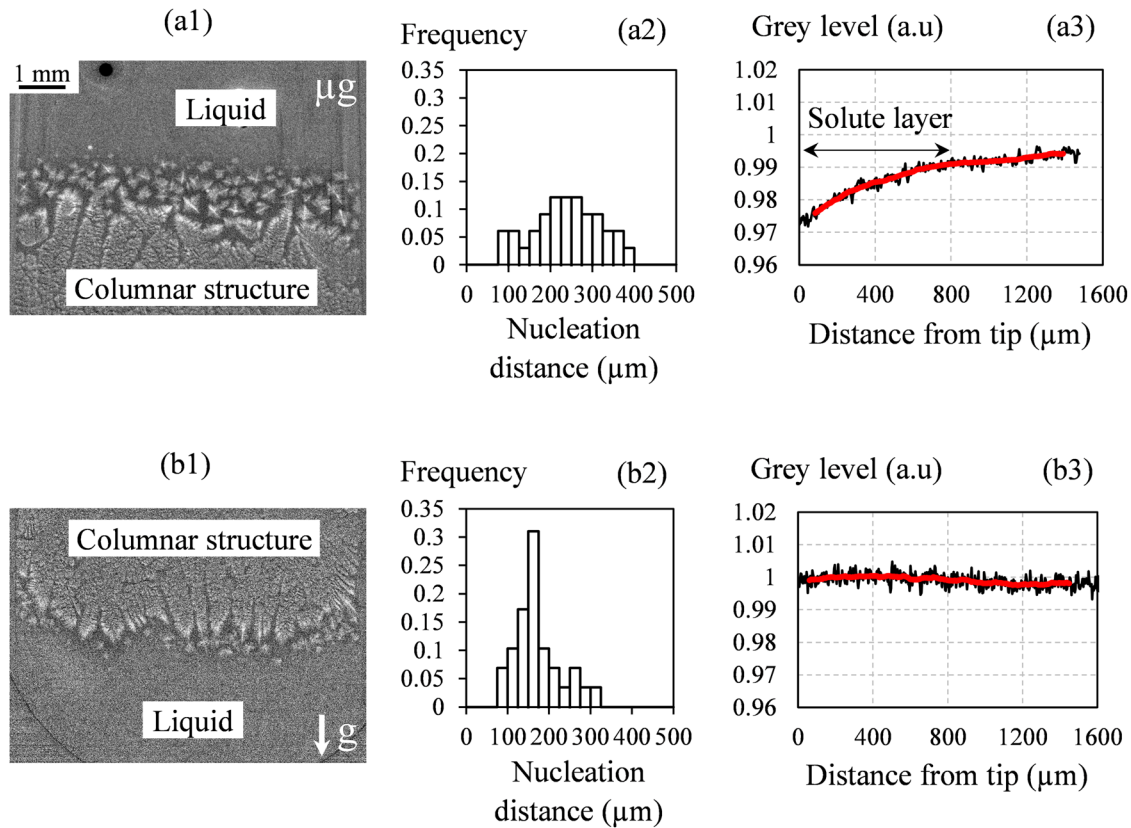 (a1)
1 mm
µg
Liquid
Columnar structure
Frequency (a2)
0.35
0.3
0.25
0.2
0.15
0.1
0.05
0
0 100 200 300 400 500
Nucleation
distance (µm)
Grey level (a.u) (a3)
1.02
1.01
1
0.99
0.98
0.97
0.96
Solute layer
0 400 800 1200 1600
Distance from tip (µm)
(b1)
Columnar structure
Liquid
g
Frequency (b2)
0.35
0.3
0.25
0.2
0.15
0.1
0.05
0
0 100 200 300 400 500
Nucleation
distance (µm)
Grey level (a.u) (b3)
1.02
1.01
1
0.99
0.98
0.97
0.96
0 400 800 1200 1600
Distance from tip (µm)